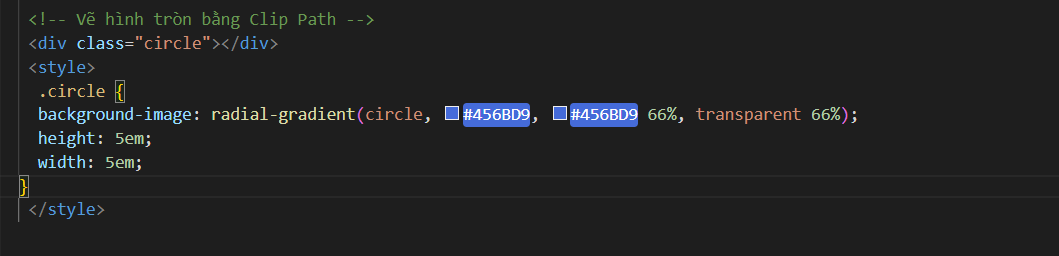 <!-- Vẽ hình tròn bằng Clip Path -->
<div class="circle"></div>
<style>
.circle {
background-image: radial-gradient(circle, #456BD9, #456BD9 66%, transparent 66%);
height: 5em;
width: 5em;
}
</style>